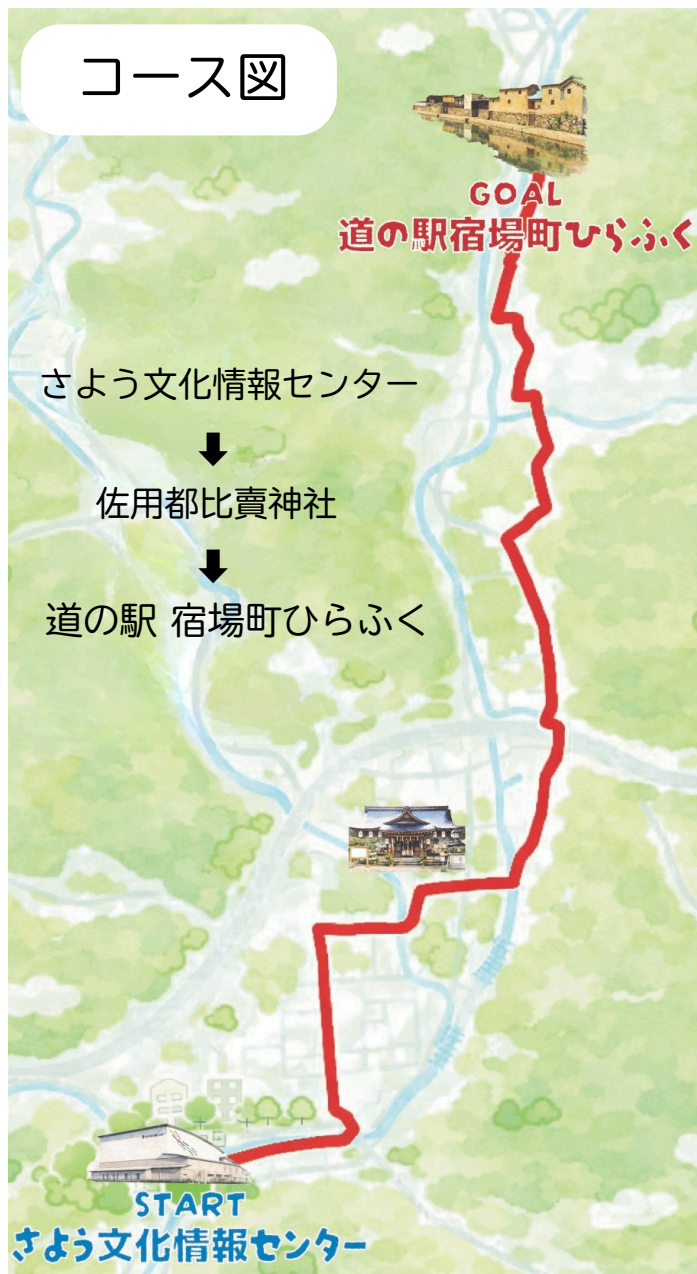 コース図
GOAL
道の駅宿場町ひらふく
さよう文化情報センター
⬇
佐用都比賣神社
⬇
道の駅 宿場町ひらふく
START
さよう文化情報センター